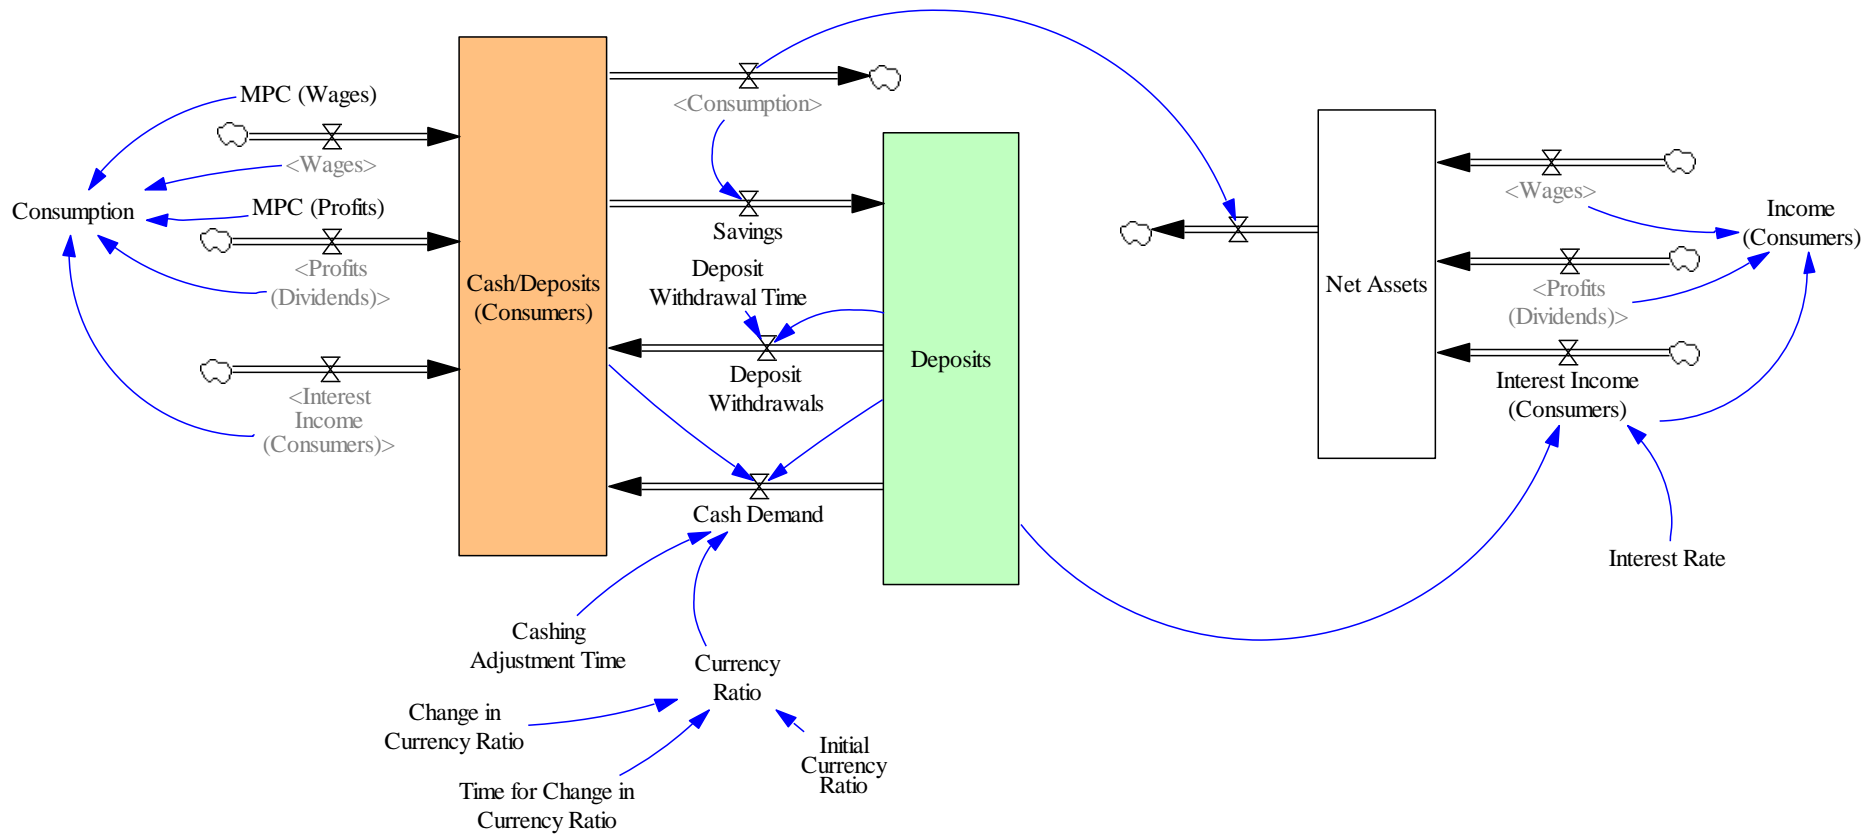 MPC (Wages)
<Wages>
Consumption
MPC (Profits)
<Profits
(Dividends)>
<Interest
Income
(Consumers)>
Cash/Deposits
(Consumers)
<Consumption>
Savings
Deposit
Withdrawal Time
Deposit
Withdrawals
Cash Demand
Deposits
Cashing
Adjustment Time
Currency
Ratio
Change in
Currency Ratio
Time for Change in
Currency Ratio
Initial
Currency
Ratio
Net Assets
<Wages>
Income
(Consumers)
<Profits
(Dividends)>
Interest Income
(Consumers)
Interest Rate